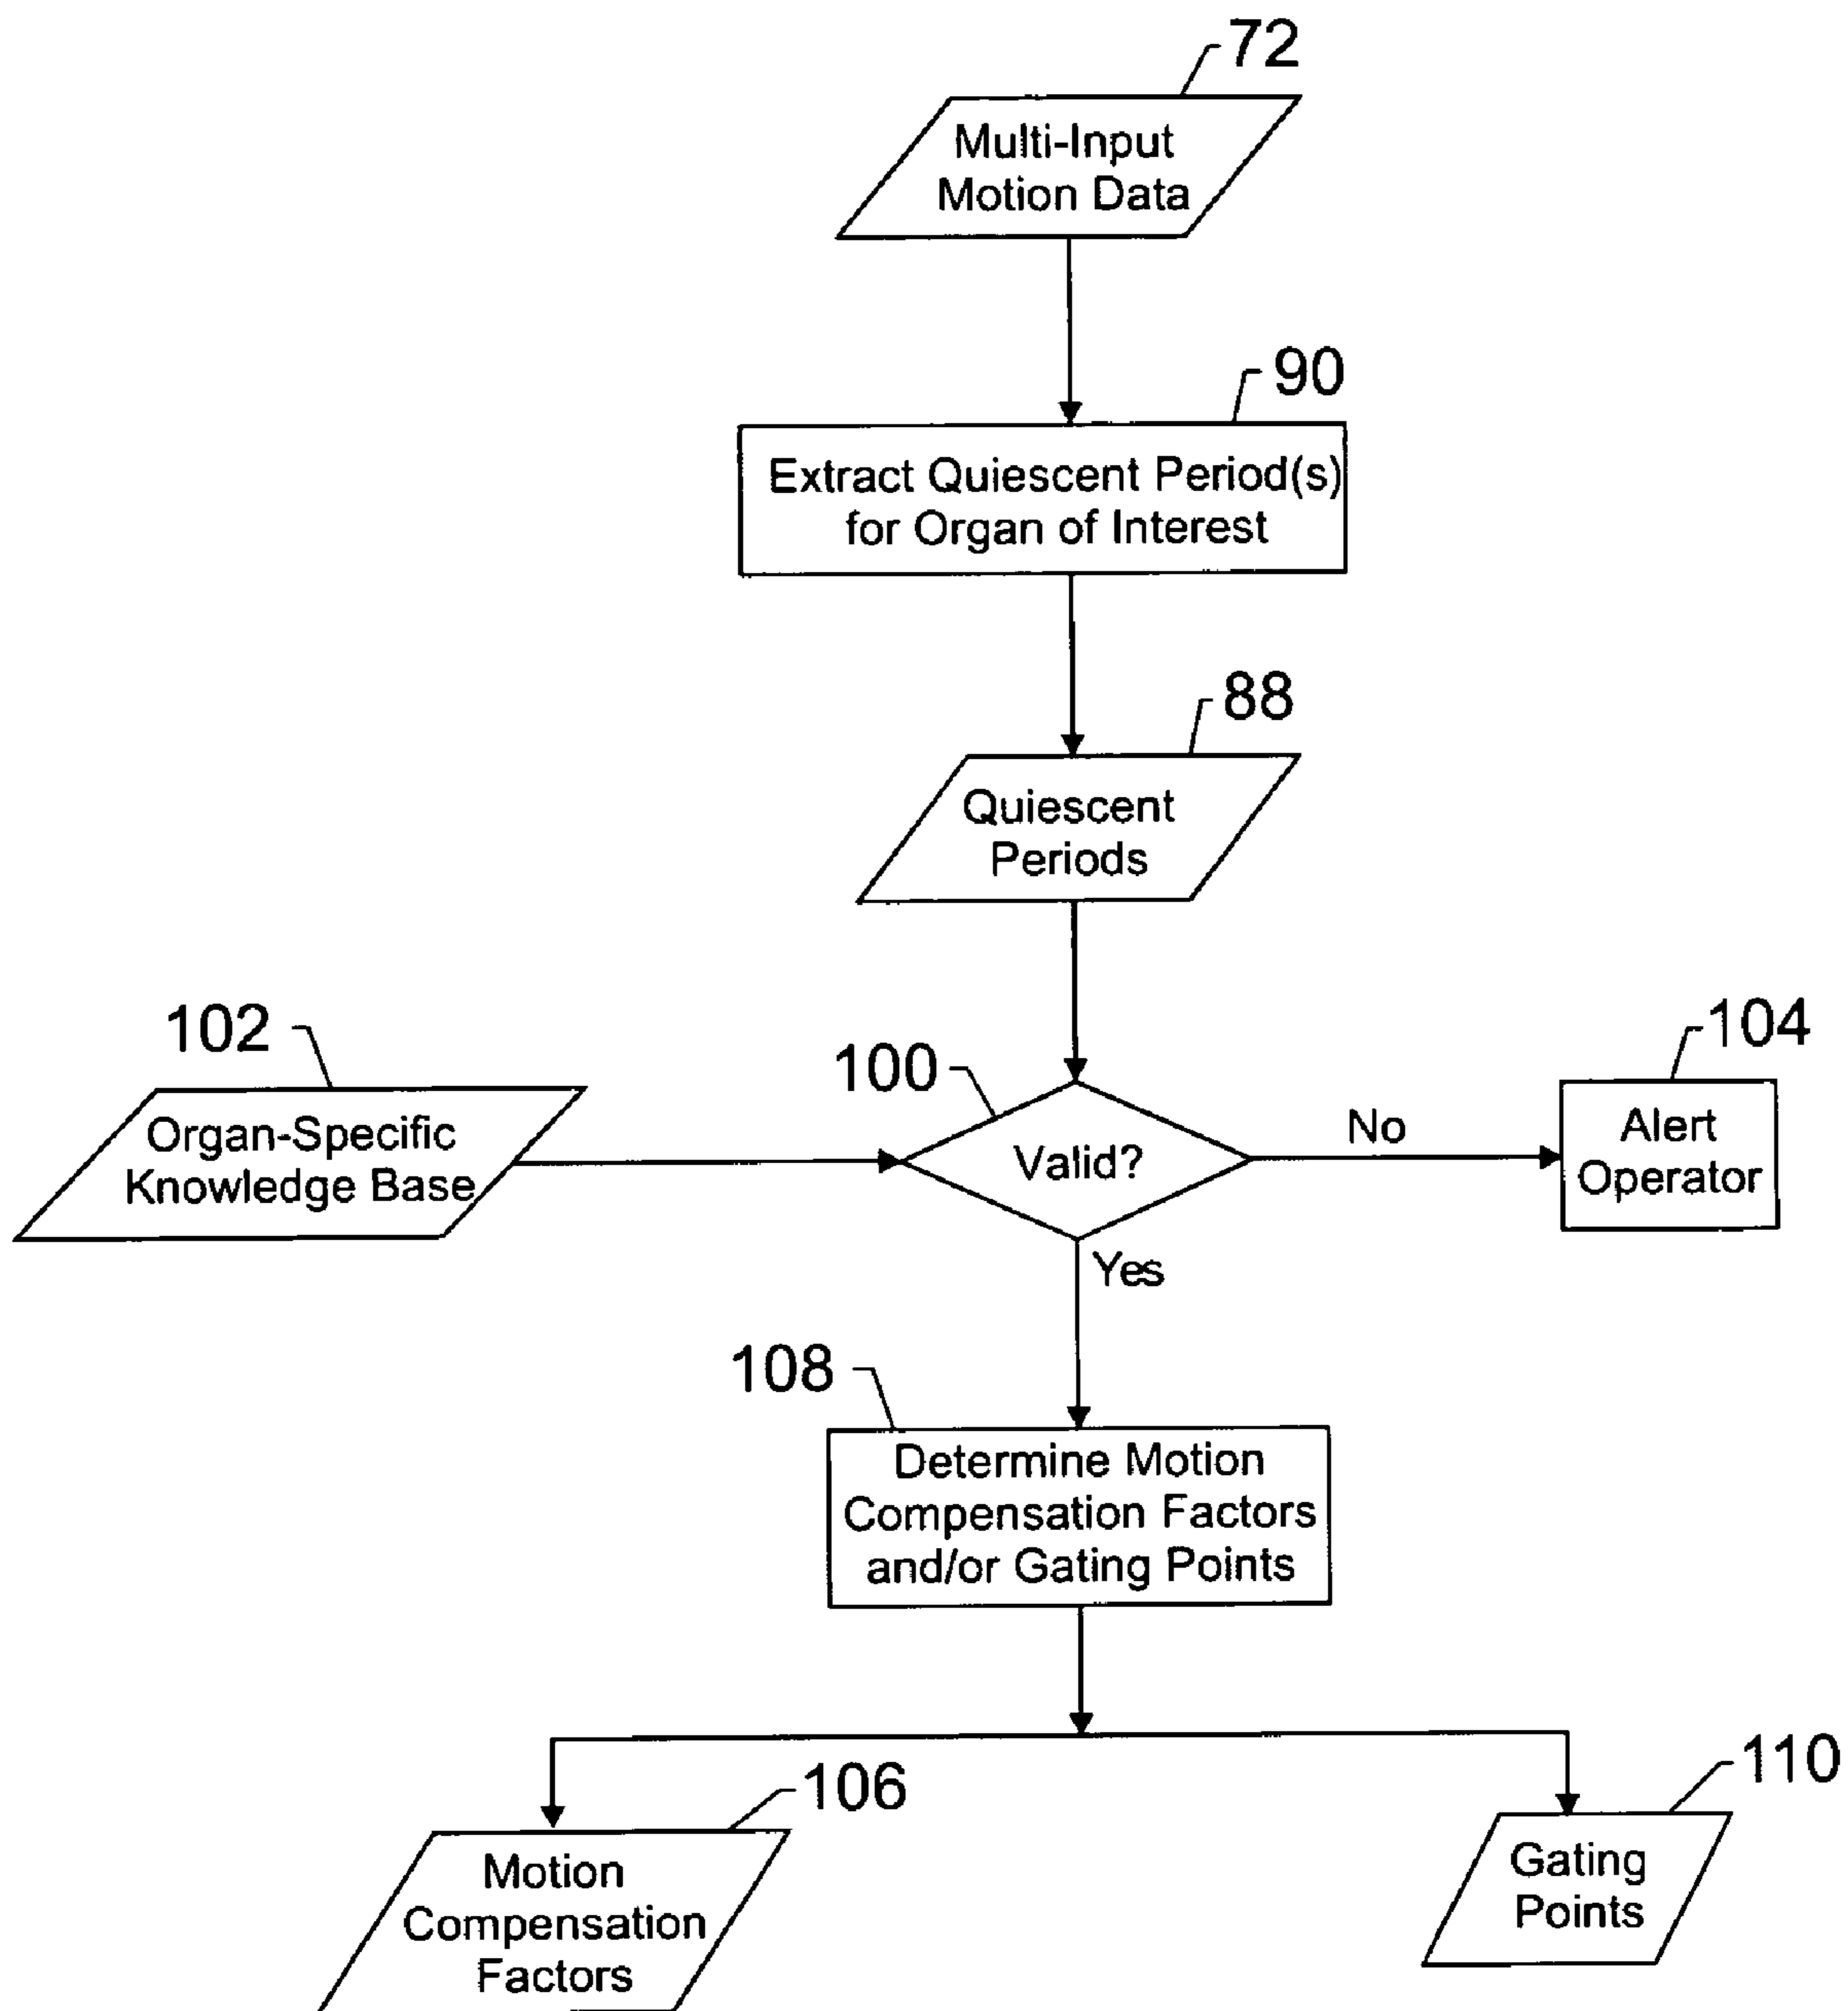 72
Multi-Input
Motion Data
90
Extract Quiescent Period(s)
for Organ of Interest
88
Quiescent
Periods
102
Organ-Specific
Knowledge Base
100
Valid?
No
104
Alert
Operator
Yes
108
Determine Motion
Compensation Factors
and/or Gating Points
106
Motion
Compensation
Factors
110
Gating
Points